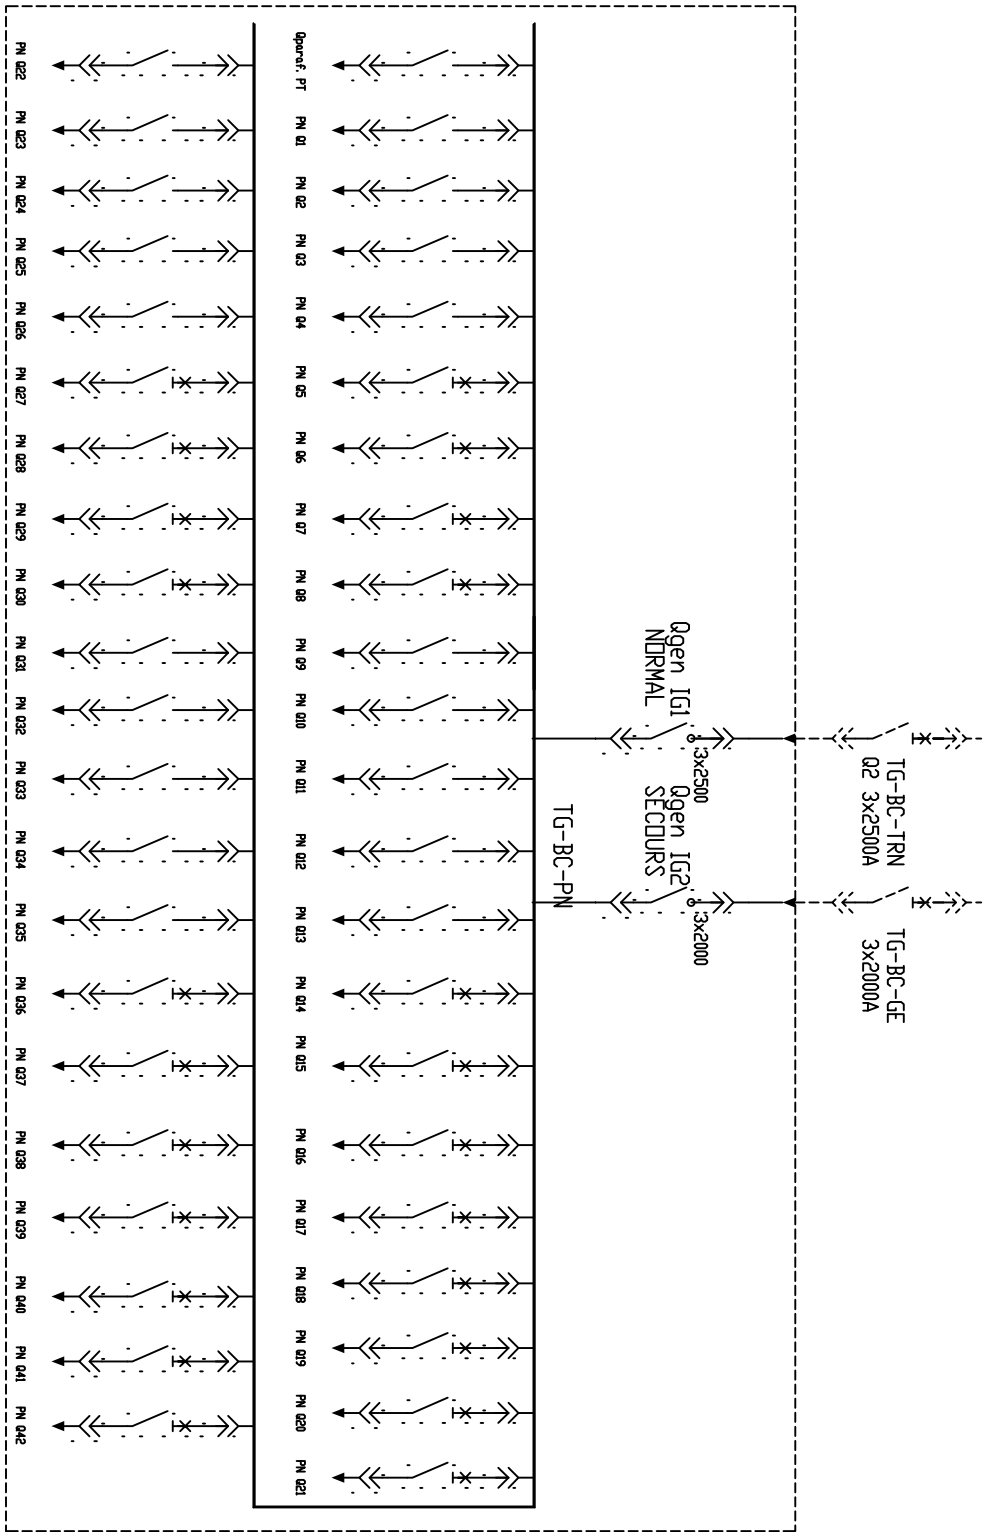 TG-BC-TRN
Q2 3x2500A
TG-BC-GE
3x2000A
Qgen IG1
NORMAL
3x2500
Qgen IG2
SECOURS
3x2000
TG-BC-PN
Qparaf. PT
PN Q1
PN Q2
PN Q3
PN Q4
PN Q5
PN Q6
PN Q7
PN Q8
PN Q9
PN Q10
PN Q11
PN Q12
PN Q13
PN Q14
PN Q15
PN Q16
PN Q17
PN Q18
PN Q19
PN Q20
PN Q21
PN Q22
PN Q23
PN Q24
PN Q25
PN Q26
PN Q27
PN Q28
PN Q29
PN Q30
PN Q31
PN Q32
PN Q33
PN Q34
PN Q35
PN Q36
PN Q37
PN Q38
PN Q39
PN Q40
PN Q41
PN Q42